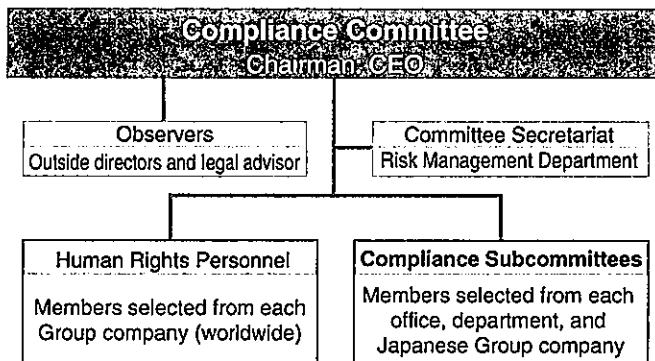 Compliance Committee
Chairman: CEO
Observers
Outside directors and legal advisor
Committee Secretariat
Risk Management Department
Human Rights Personnel
Members selected from each
Group company (worldwide)
Compliance Subcommittees
Members selected from each
office, department, and
Japanese Group company